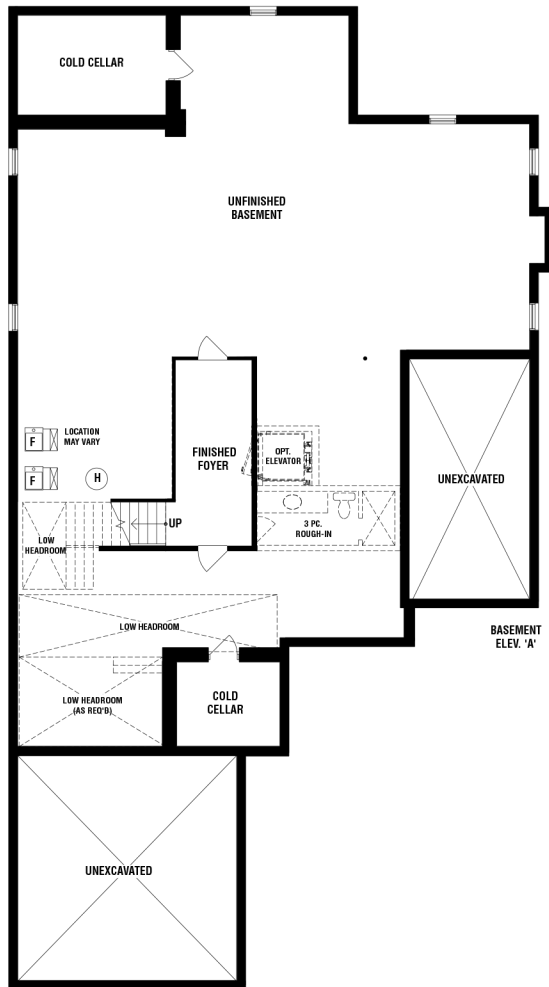 COLD CELLAR
UNFINISHED
BASEMENT
LOCATION
MAY VARY
F
F
H
FINISHED
FOYER
OPT.
ELEVATOR
UNEXCAVATED
UP
3 PC.
ROUGH-IN
LOW
HEADROOM
LOW HEADROOM
BASEMENT
ELEV. 'A'
LOW HEADROOM
(AS REQ'D)
COLD
CELLAR
UNEXCAVATED